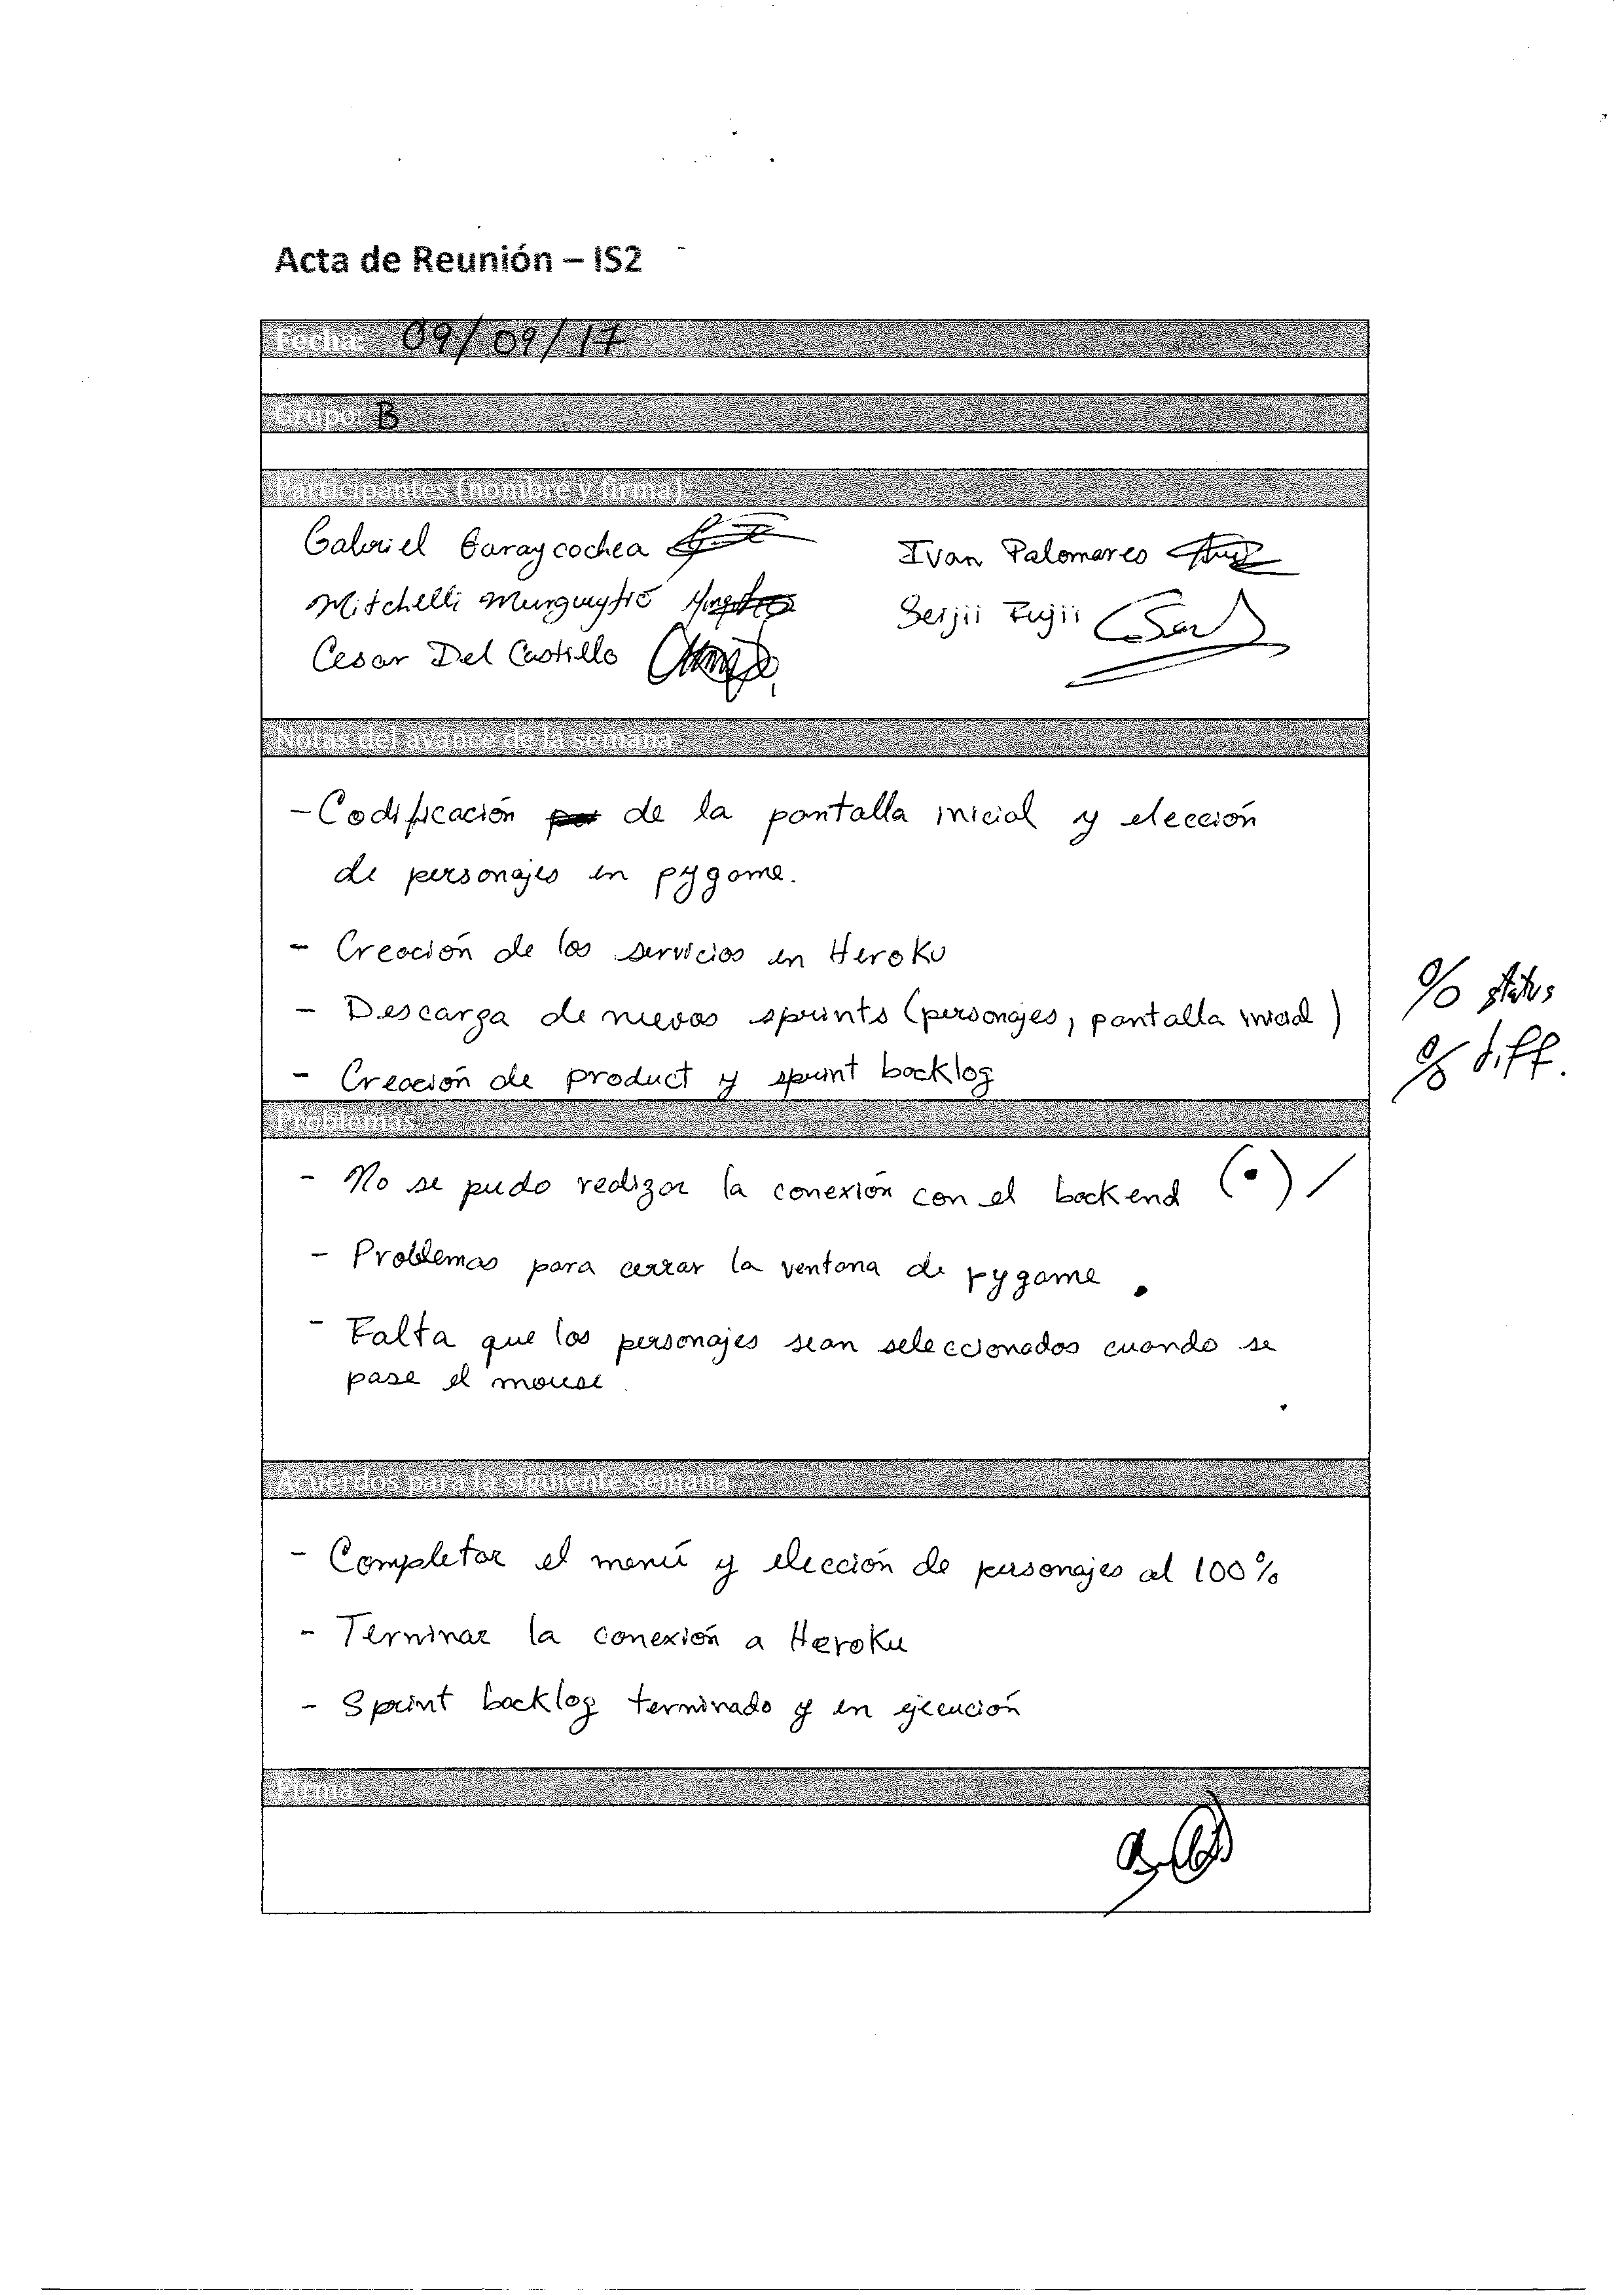 Acta de Reunión – IS2
Fecha: 09/09/17
Grupo: B
Participantes (nombre y firma)
Gabriel Garaycochea
Ivan Palomares
Mitchelli
Seijii Fujii
Cesar Del Castillo
Notas del avance de la semana
- Codificación de la pantalla inicial y elección
de personajes en pygame.
- Creación de los servicios en Heroku
- Descarga de nuevos sprints (personajes, pantalla inicial)
% status
- Creación de product y sprint backlog
% diff.
Problemas
- No se pudo realizar la conexión con el backend (•) /
- Problemas para cerrar la ventana de pygame.
- Falta que los personajes sean seleccionados cuando se
pase el mouse.
Acuerdos para la siguiente semana
- Completar el menú y elección de personajes al 100%
- Terminar la conexión a Heroku
- Sprint backlog terminado y en ejecución
Firma